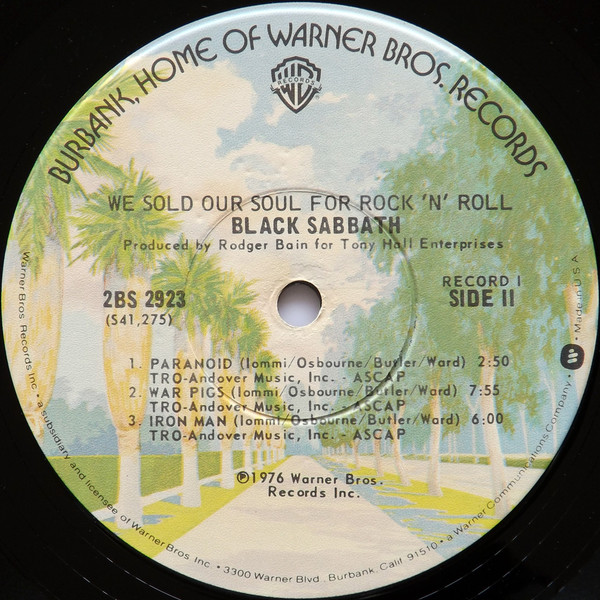 BURBANK, HOME OF WARNER BROS. RECORDS
WB
RECORDS
WE SOLD OUR SOUL FOR ROCK 'N' ROLL
BLACK SABBATH
Produced by Rodger Bain for Tony Hall Enterprises
2BS 2923
(S41,275)
RECORD I
SIDE II
1. PARANOID (Iommi/Osbourne/Butler/Ward) 2:50
TRO-Andover Music, Inc. - ASCAP
2. WAR PIGS (Iommi/Osbourne/Butler/Ward) 7:55
TRO-Andover Music, Inc. - ASCAP
3. IRON MAN (Iommi/Osbourne/Butler/Ward) 6:00
TRO-Andover Music, Inc. - ASCAP
℗1976 Warner Bros.
Records Inc.
Warner Bros. Records Inc. • a subsidiary and licensee of Warner Bros. Inc. • 3300 Warner Blvd., Burbank, Calif. 91510 • a Warner Communications Company • Made in U.S.A.